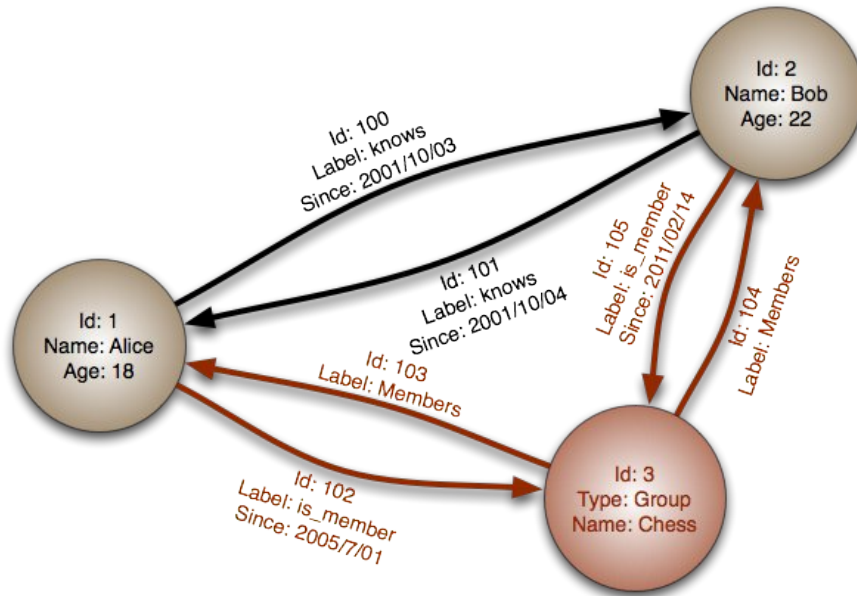 Id: 2
Name: Bob
Age: 22
Id: 100
Label: knows
Since: 2001/10/03
Id: 101
Label: knows
Since: 2001/10/04
Id: 105
Label: is_member
Since: 2011/02/14
Id: 104
Label: Members
Id: 1
Name: Alice
Age: 18
Id: 103
Label: Members
Id: 102
Label: is_member
Since: 2005/7/01
Id: 3
Type: Group
Name: Chess